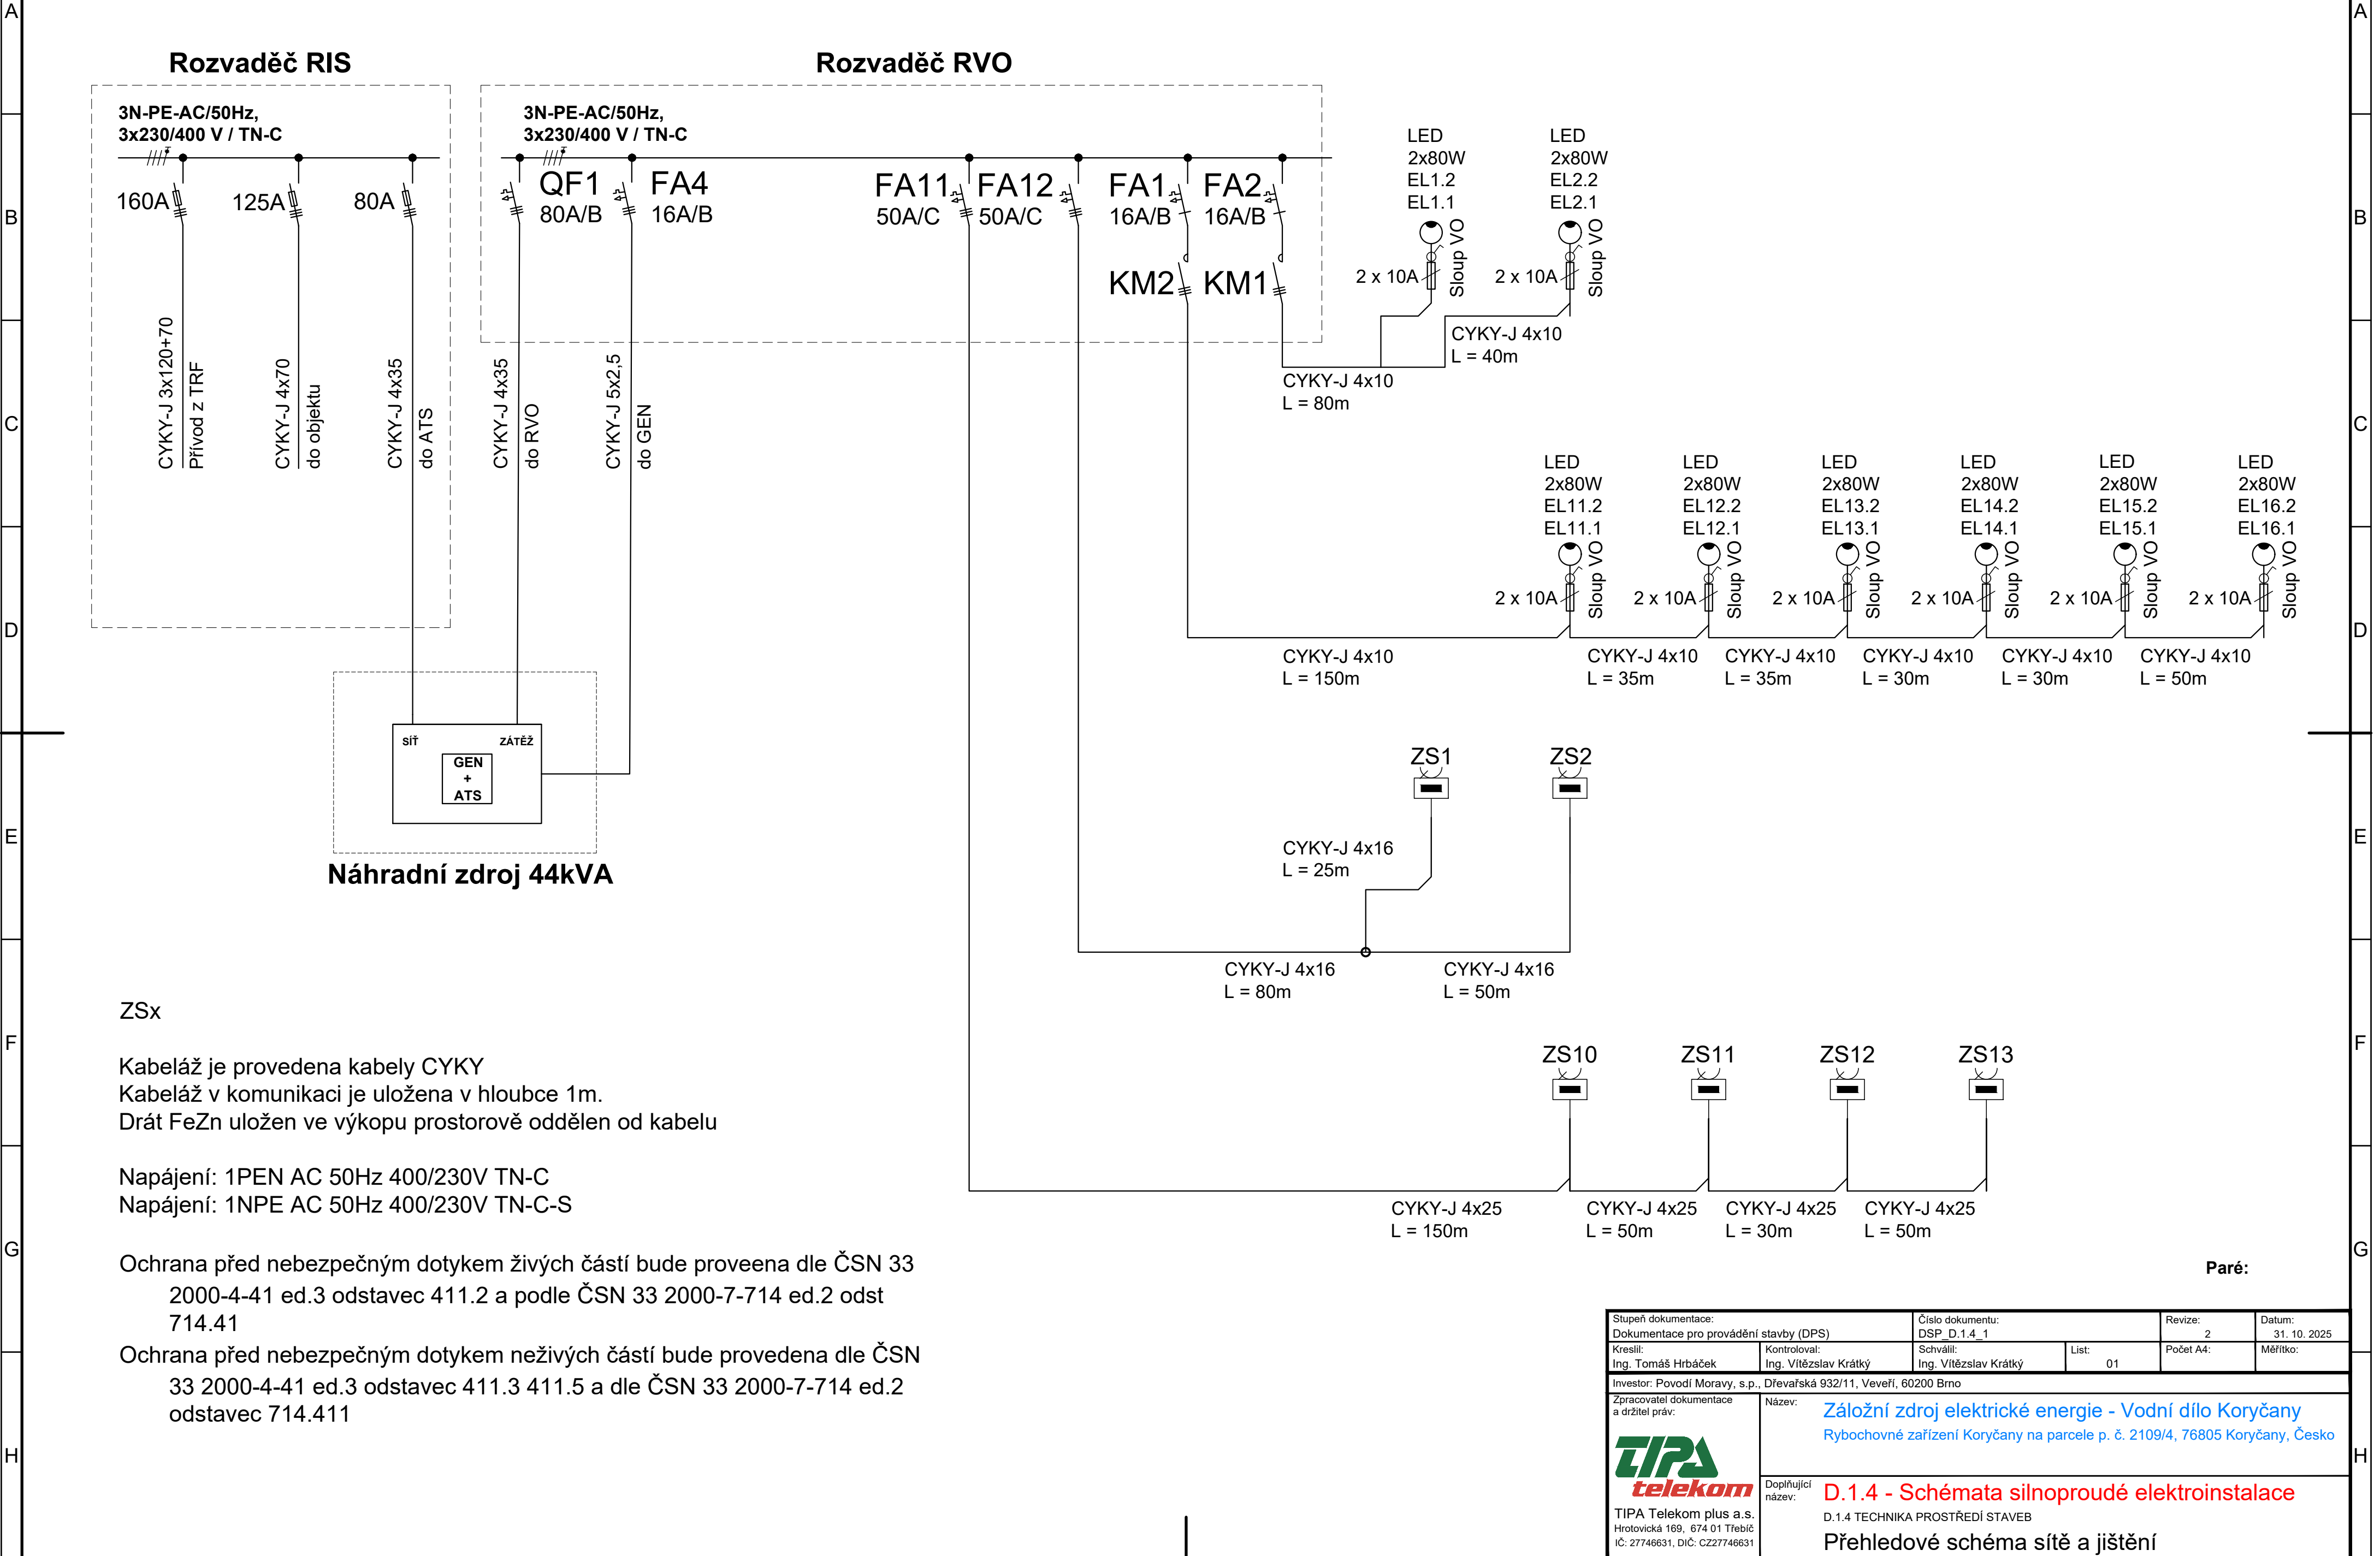 A
A
Rozvaděč RIS
Rozvaděč RVO
3N-PE-AC/50Hz,
3x230/400 V / TN-C
3N-PE-AC/50Hz,
3x230/400 V / TN-C
160A
125A
80A
QF1
80A/B
FA4
16A/B
FA11
50A/C
FA12
50A/C
FA1
16A/B
FA2
16A/B
KM2
KM1
B
B
LED
2x80W
EL1.2
EL1.1
LED
2x80W
EL2.2
EL2.1
2 x 10A
Sloup VO
2 x 10A
Sloup VO
CYKY-J 4x10
L = 40m
CYKY-J 4x10
L = 80m
CYKY-J 3x120+70
Přívod z TRF
CYKY-J 4x70
do objektu
CYKY-J 4x35
do ATS
CYKY-J 4x35
do RVO
CYKY-J 5x2,5
do GEN
C
C
LED
2x80W
EL11.2
EL11.1
LED
2x80W
EL12.2
EL12.1
LED
2x80W
EL13.2
EL13.1
LED
2x80W
EL14.2
EL14.1
LED
2x80W
EL15.2
EL15.1
LED
2x80W
EL16.2
EL16.1
2 x 10A
Sloup VO
2 x 10A
Sloup VO
2 x 10A
Sloup VO
2 x 10A
Sloup VO
2 x 10A
Sloup VO
2 x 10A
Sloup VO
D
D
CYKY-J 4x10
L = 150m
CYKY-J 4x10
L = 35m
CYKY-J 4x10
L = 35m
CYKY-J 4x10
L = 30m
CYKY-J 4x10
L = 30m
CYKY-J 4x10
L = 50m
SÍŤ
ZÁTĚŽ
GEN
+
ATS
Náhradní zdroj 44kVA
ZS1
ZS2
E
E
CYKY-J 4x16
L = 25m
CYKY-J 4x16
L = 80m
CYKY-J 4x16
L = 50m
ZSx
F
F
Kabeláž je provedena kabely CYKY
Kabeláž v komunikaci je uložena v hloubce 1m.
Drát FeZn uložen ve výkopu prostorově oddělen od kabelu
Napájení: 1PEN AC 50Hz 400/230V TN-C
Napájení: 1NPE AC 50Hz 400/230V TN-C-S
ZS10
ZS11
ZS12
ZS13
CYKY-J 4x25
L = 150m
CYKY-J 4x25
L = 50m
CYKY-J 4x25
L = 30m
CYKY-J 4x25
L = 50m
G
G
Ochrana před nebezpečným dotykem živých částí bude proveena dle ČSN 33
2000-4-41 ed.3 odstavec 411.2 a podle ČSN 33 2000-7-714 ed.2 odst
714.41
Ochrana před nebezpečným dotykem neživých částí bude provedena dle ČSN
33 2000-4-41 ed.3 odstavec 411.3 411.5 a dle ČSN 33 2000-7-714 ed.2
odstavec 714.411
H
H
Paré:
Stupeň dokumentace:
Dokumentace pro provádění stavby (DPS)
Číslo dokumentu:
DSP_D.1.4_1
Revize:
2
Datum:
31. 10. 2025
Kreslil:
Ing. Tomáš Hrbáček
Kontroloval:
Ing. Vítězslav Krátký
Schválil:
Ing. Vítězslav Krátký
List:
01
Počet A4:
Měřítko:
Investor: Povodí Moravy, s.p., Dřevařská 932/11, Veveří, 60200 Brno
Zpracovatel dokumentace
a držitel práv:
TIPA
telekom
TIPA Telekom plus a.s.
Hrotovická 169, 674 01 Třebíč
IČ: 27746631, DIČ: CZ27746631
Název:
Záložní zdroj elektrické energie - Vodní dílo Koryčany
Rybochovné zařízení Koryčany na parcele p. č. 2109/4, 76805 Koryčany, Česko
Doplňující
název:
D.1.4 - Schémata silnoproudé elektroinstalace
D.1.4 TECHNIKA PROSTŘEDÍ STAVEB
Přehledové schéma sítě a jištění